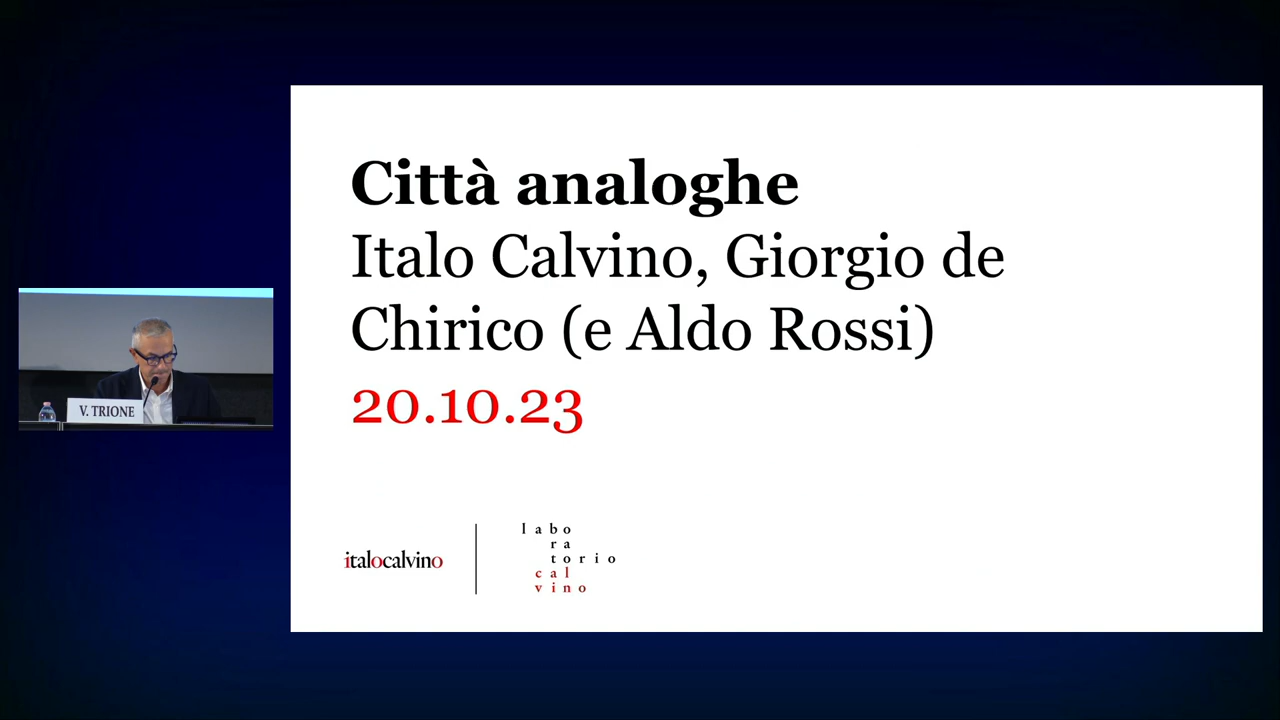 Città analoghe
Italo Calvino, Giorgio de
Chirico (e Aldo Rossi)
20.10.23
V. TRIONE
italocalvino
labo
ra
torio
cal
vino